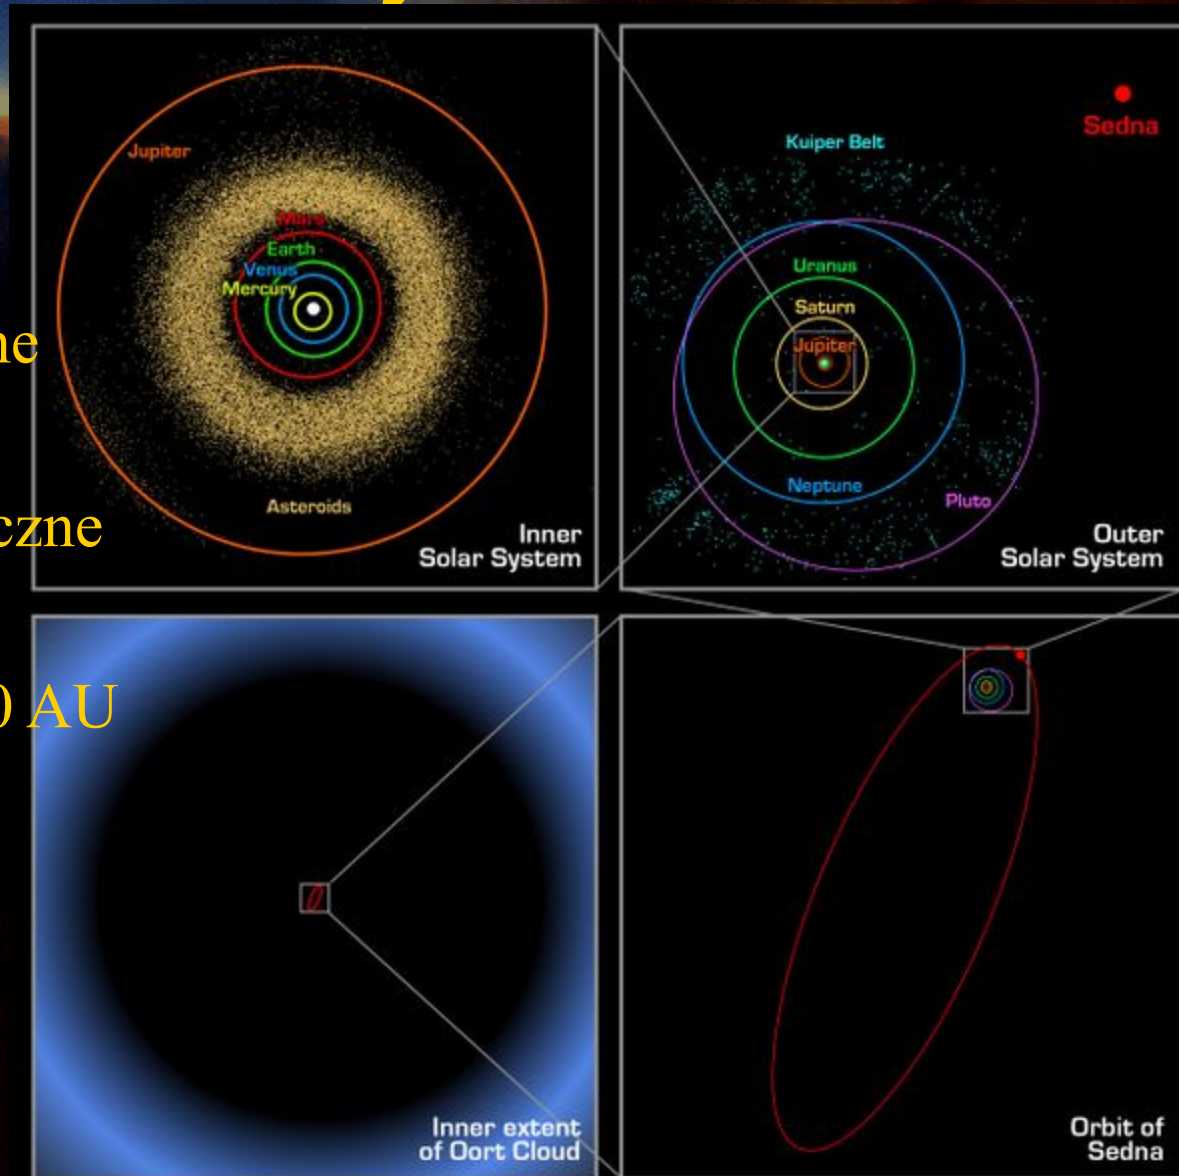 ne
czne
0 AU
Jupiter
Mars
Earth
Venus
Mercury
Asteroids
Inner
Solar System
Sedna
Kuiper Belt
Uranus
Saturn
Jupiter
Neptune
Pluto
Outer
Solar System
Inner extent
of Oort Cloud
Orbit of
Sedna